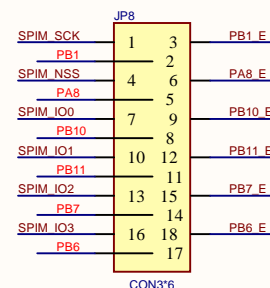 JP8
SPIM_SCK 1 3 PB1_E
PB1 2
SPIM_NSS 4 6 PA8_E
PA8 5
SPIM_IO0 7 9 PB10_E
PB10 8
SPIM_IO1 10 12 PB11_E
PB11 11
SPIM_IO2 13 15 PB7_E
PB7 14
SPIM_IO3 16 18 PB6_E
PB6 17
CON3*6